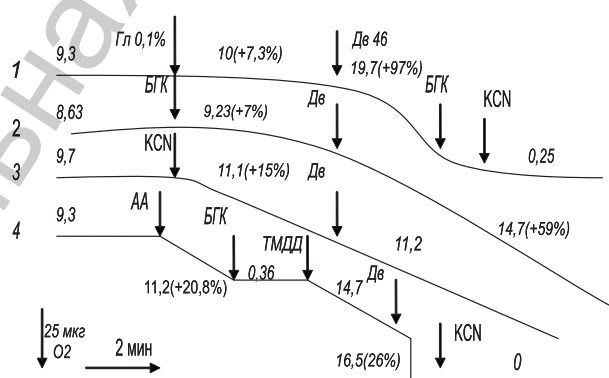 Гл 0,1%
Дв 46
9,3
10(+7,3%)
19,7(+97%)
1
БГК
Дв
БГК
KCN
8,63
9,23(+7%)
0,25
2
KCN
9,7
11,1(+15%)
Дв
3
АА
14,7(+59%)
9,3
БГК
4
ТМДД
11,2
11,2(+20,8%)
0,36
14,7
Дв
25 мкг
O2
2 мин
KCN
16,5(26%)
0